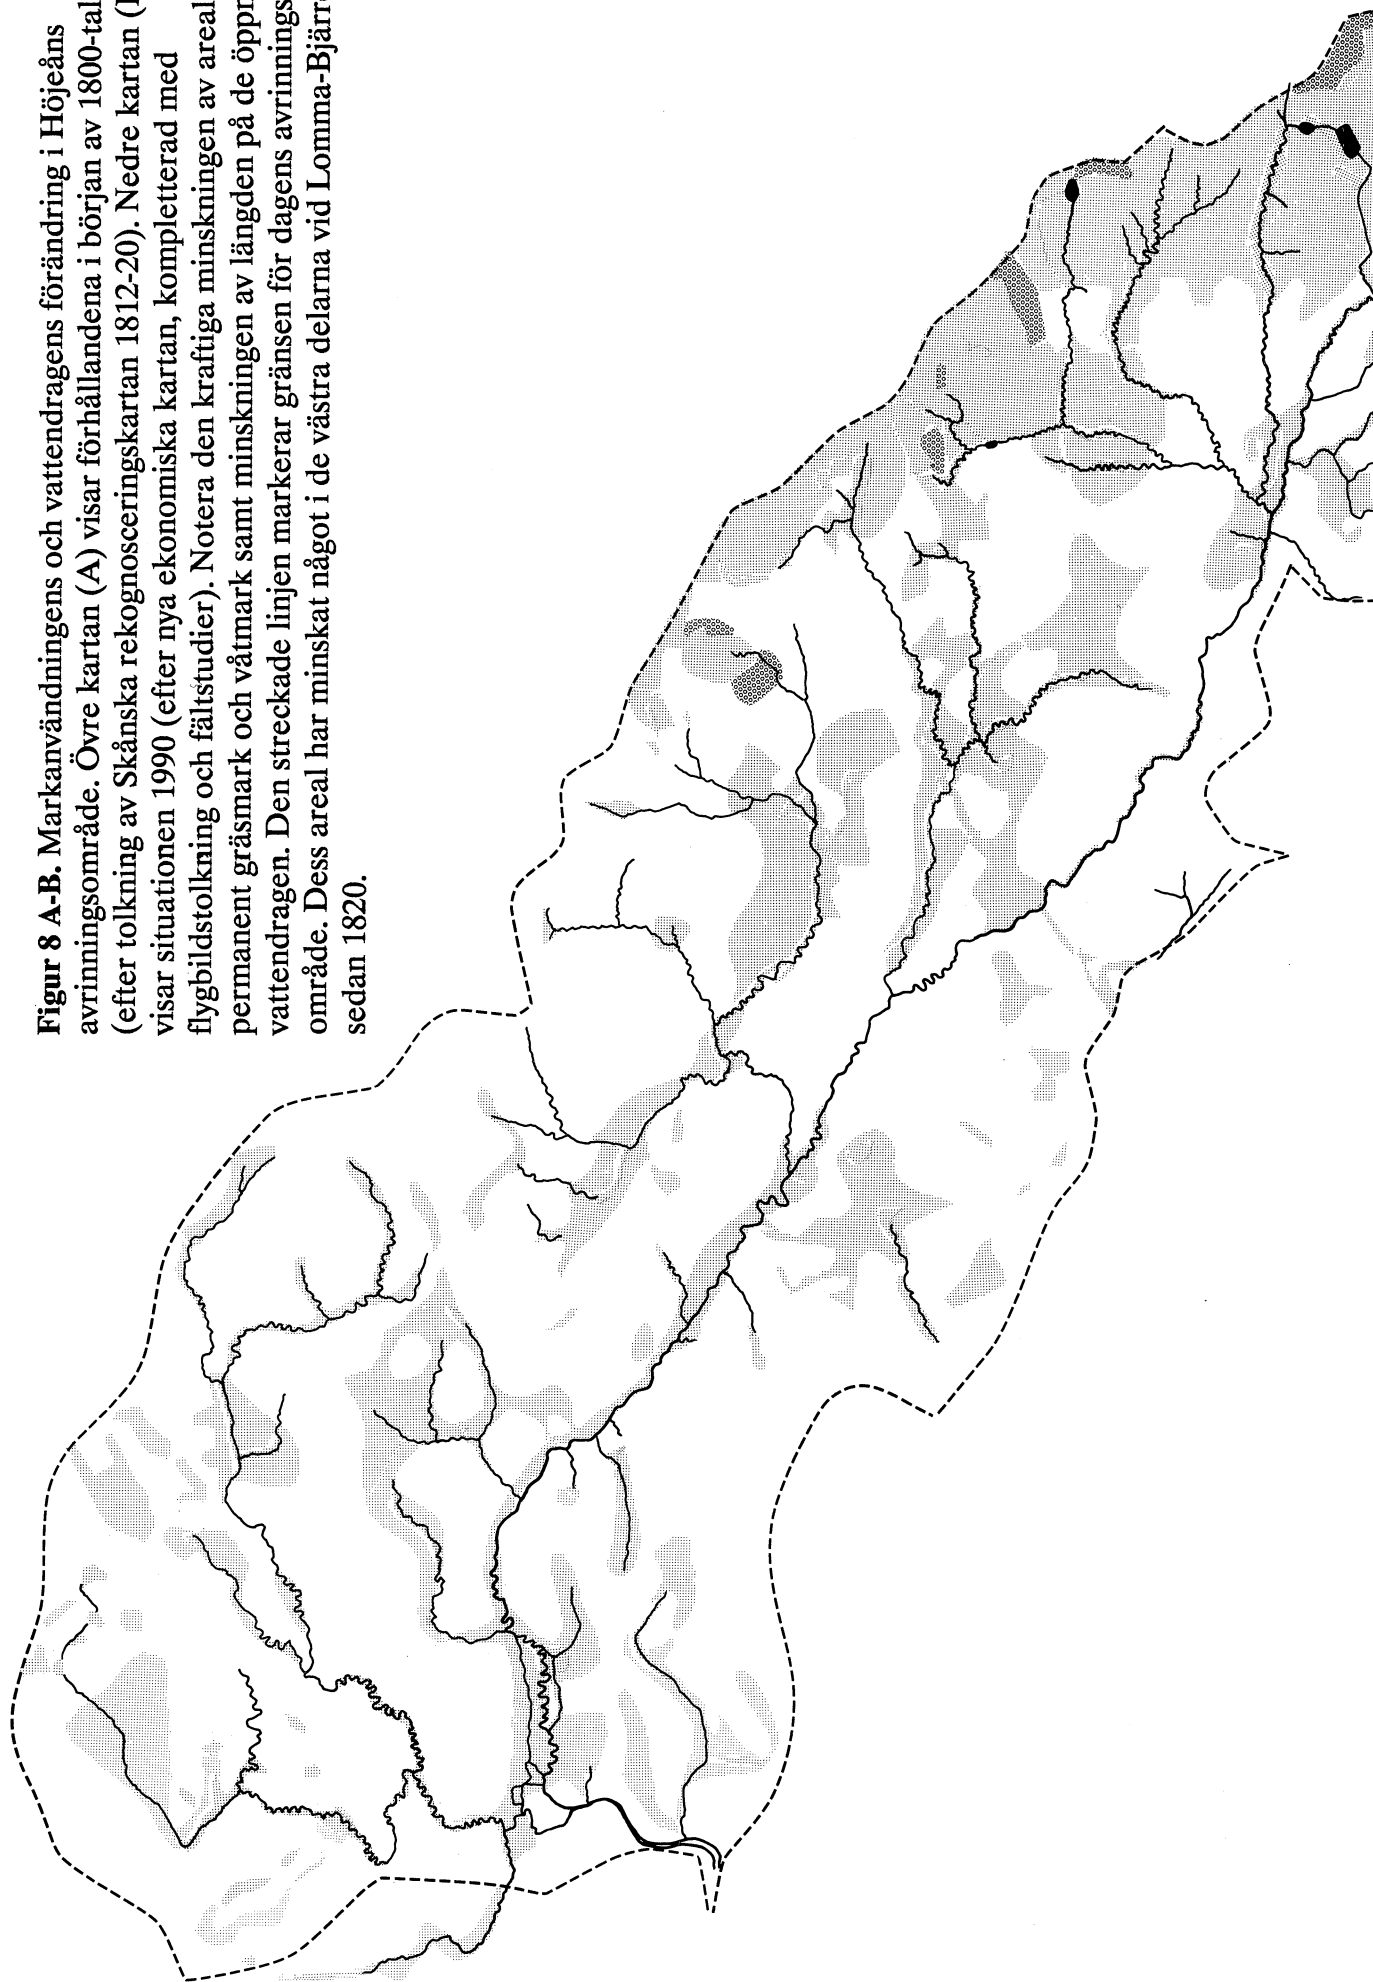 Figur 8 A-B. Markanvändningens och vattendragens förändring i Höjeåns
avrinningsområde. Övre kartan (A) visar förhållandena i början av 1800-tal
(efter tolkning av Skånska rekognosceringskartan 1812-20). Nedre kartan
visar situationen 1990 (efter nya ekonomiska kartan, kompletterad med
flygbildstolkning och fältstudier). Notera den kraftiga minskningen av areal
permanent gräsmark och våtmark samt minskningen av längden på de öppn
vattendragen. Den streckade linjen markerar gränsen för dagens avrinnings
område. Dess areal har minskat något i de västra delarna vid Lomma-Bjärr
sedan 1820.